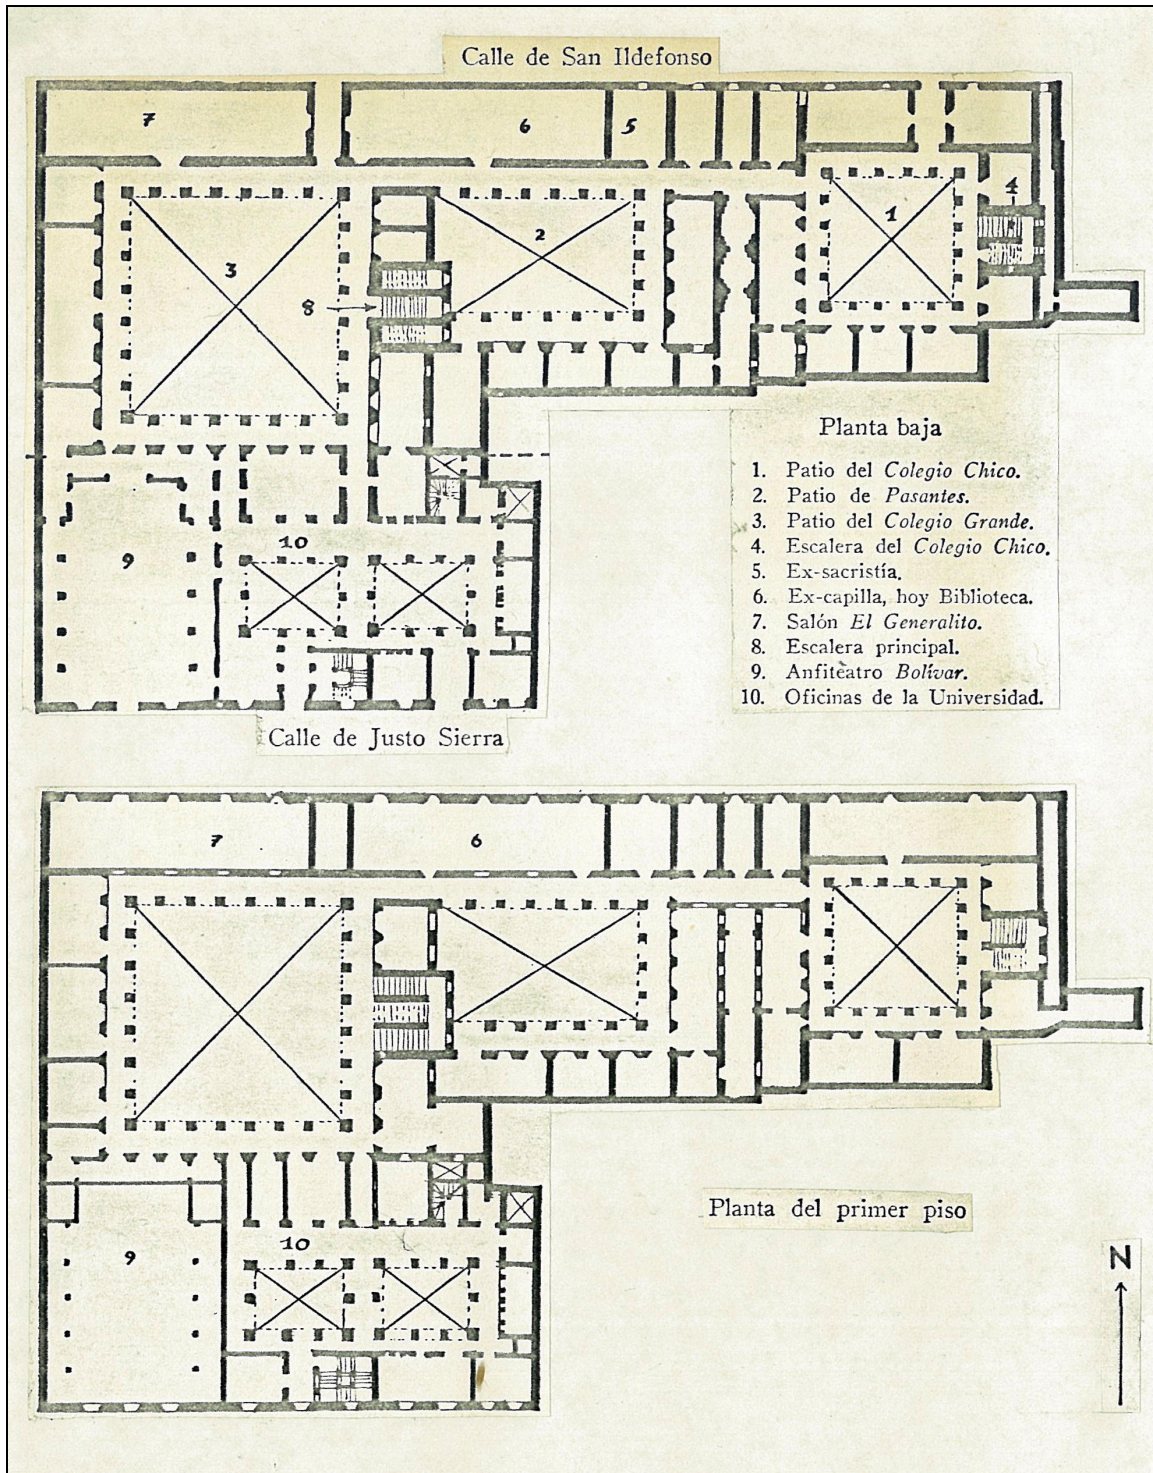 Calle de San Ildefonso
7
6
5
4
1
2
3
8
Planta baja
1. Patio del Colegio Chico.
2. Patio de Pasantes.
3. Patio del Colegio Grande.
4. Escalera del Colegio Chico.
5. Ex-sacristía.
6. Ex-capilla, hoy Biblioteca.
7. Salón El Generalito.
8. Escalera principal.
9. Anfiteatro Bolívar.
10. Oficinas de la Universidad.
10
9
Calle de Justo Sierra
7
6
Planta del primer piso
10
9
N